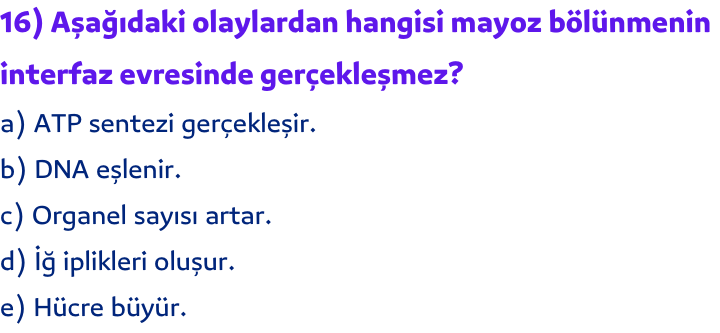 16) Aşağıdaki olaylardan hangisi mayoz bölünmenin
interfaz evresinde gerçekleşmez?
a) ATP sentezi gerçekleşir.
b) DNA eşlenir.
c) Organel sayısı artar.
d) İğ iplikleri oluşur.
e) Hücre büyür.